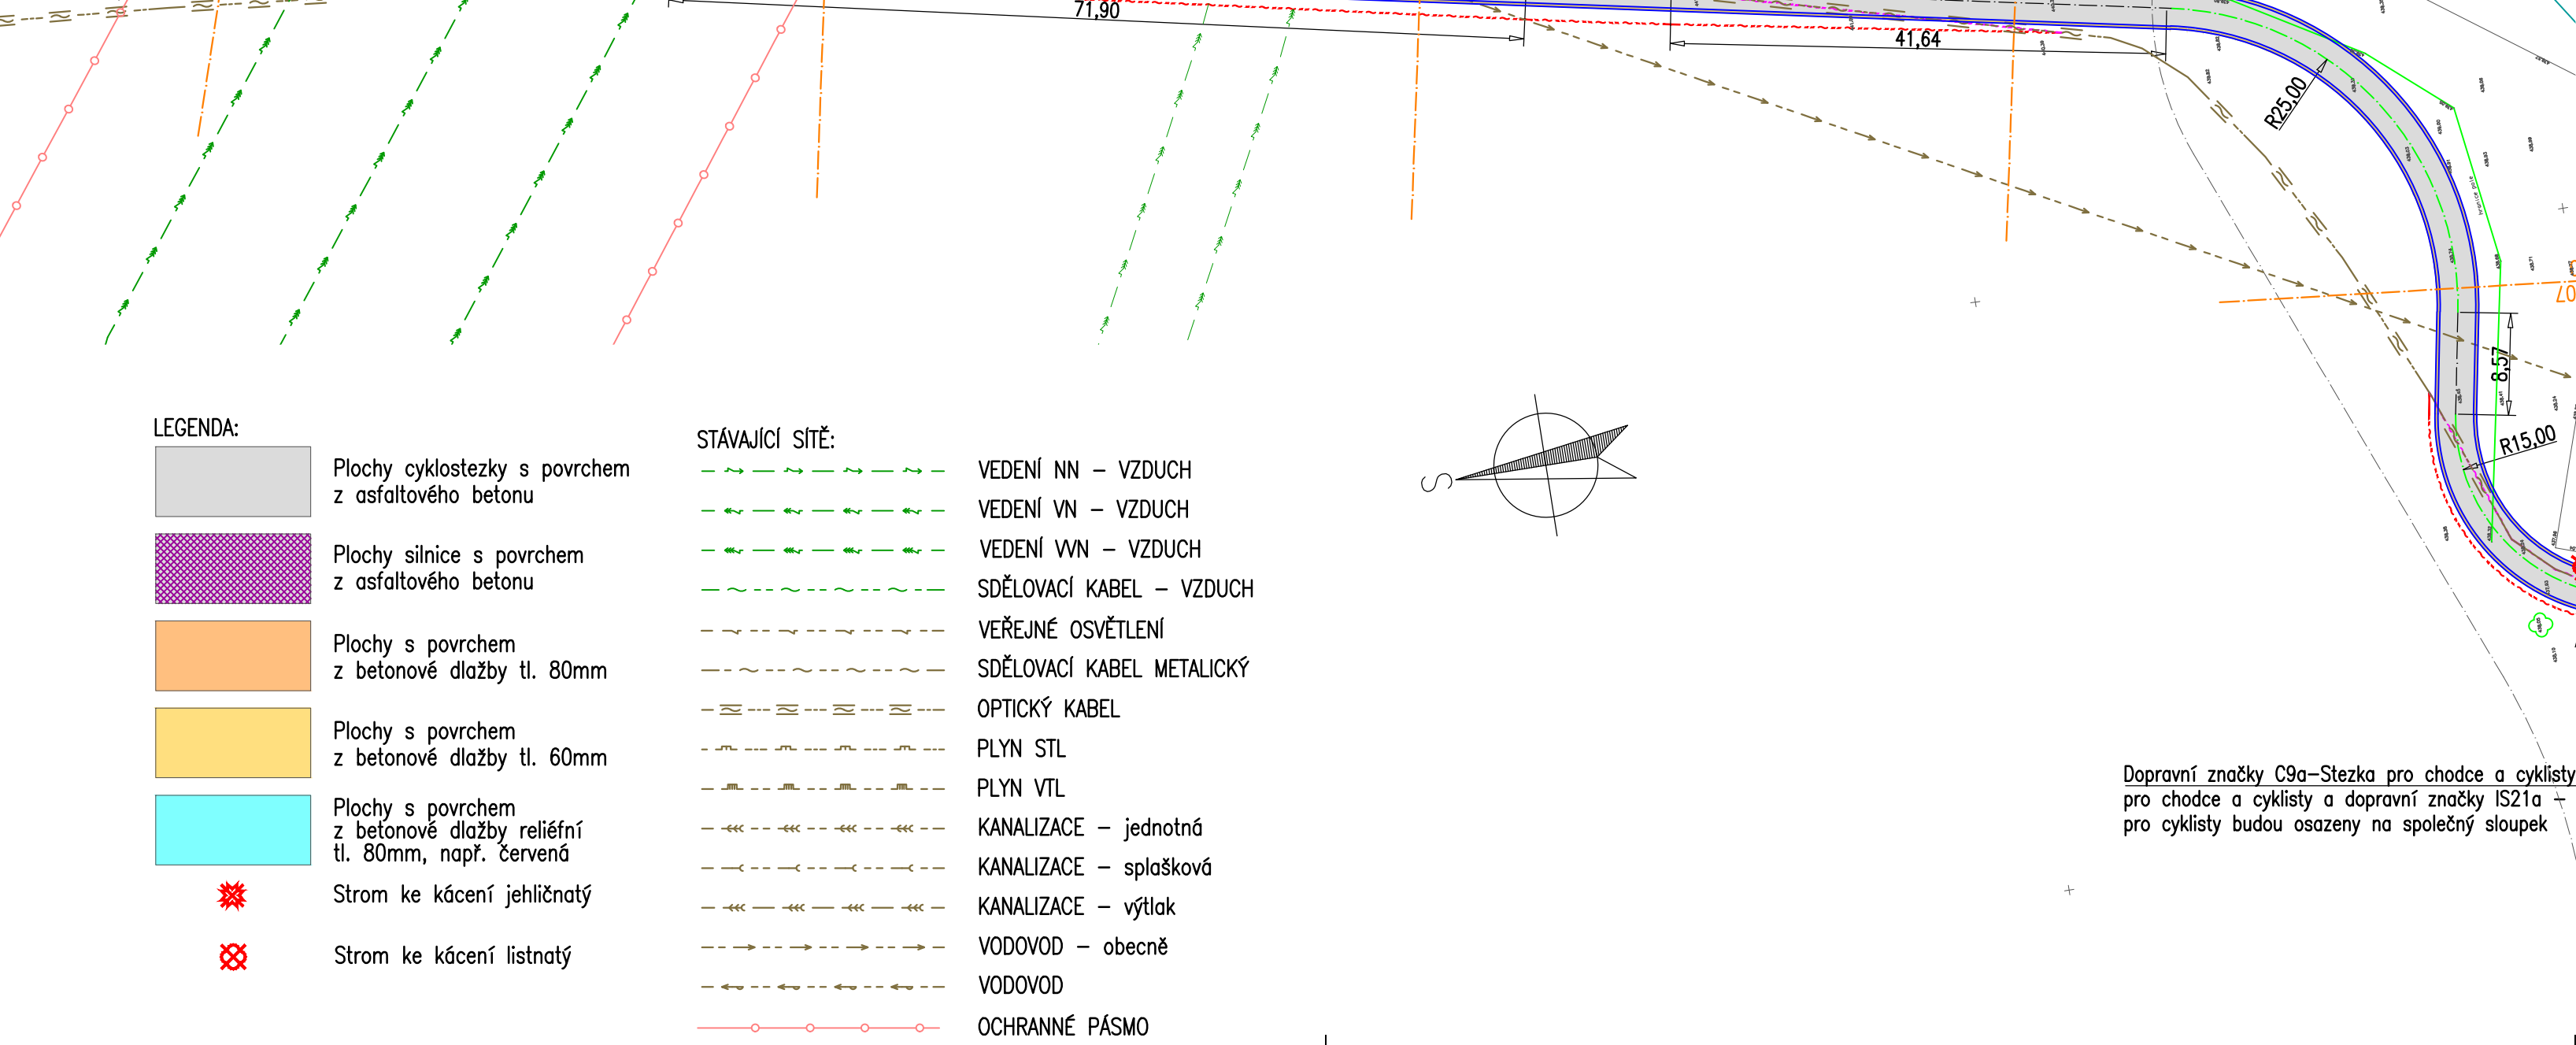 71,90
41,64
R25,00
8,57
R15,00
LEGENDA:
Plochy cyklostezky s povrchem
z asfaltového betonu
Plochy silnice s povrchem
z asfaltového betonu
Plochy s povrchem
z betonové dlažby tl. 80mm
Plochy s povrchem
z betonové dlažby tl. 60mm
Plochy s povrchem
z betonové dlažby reliéfní
tl. 80mm, např. červená
Strom ke kácení jehličnatý
Strom ke kácení listnatý
STÁVAJÍCÍ SÍTĚ:
VEDENÍ NN – VZDUCH
VEDENÍ VN – VZDUCH
VEDENÍ VVN – VZDUCH
SDĚLOVACÍ KABEL – VZDUCH
VEŘEJNÉ OSVĚTLENÍ
SDĚLOVACÍ KABEL METALICKÝ
OPTICKÝ KABEL
PLYN STL
PLYN VTL
KANALIZACE – jednotná
KANALIZACE – splašková
KANALIZACE – výtlak
VODOVOD – obecně
VODOVOD
OCHRANNÉ PÁSMO
S
07
Dopravní značky C9a–Stezka pro chodce a cyklisty
pro chodce a cyklisty a dopravní značky IS21a –
pro cyklisty budou osazeny na společný sloupek